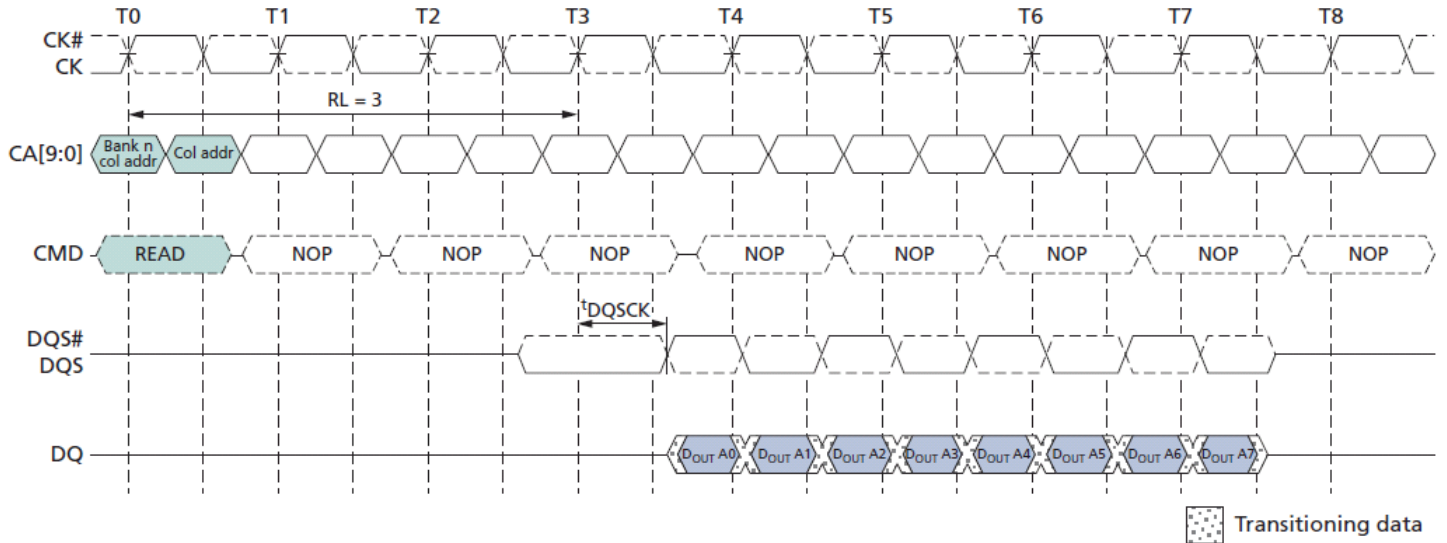 T0 T1 T2 T3 T4 T5 T6 T7 T8
CK#
CK
RL = 3
CA[9:0] Bank n
col addr Col addr
CMD READ NOP NOP NOP NOP NOP NOP NOP NOP
tDQSCK
DQS#
DQS
DQ DOUT A0 DOUT A1 DOUT A2 DOUT A3 DOUT A4 DOUT A5 DOUT A6 DOUT A7
Transitioning data